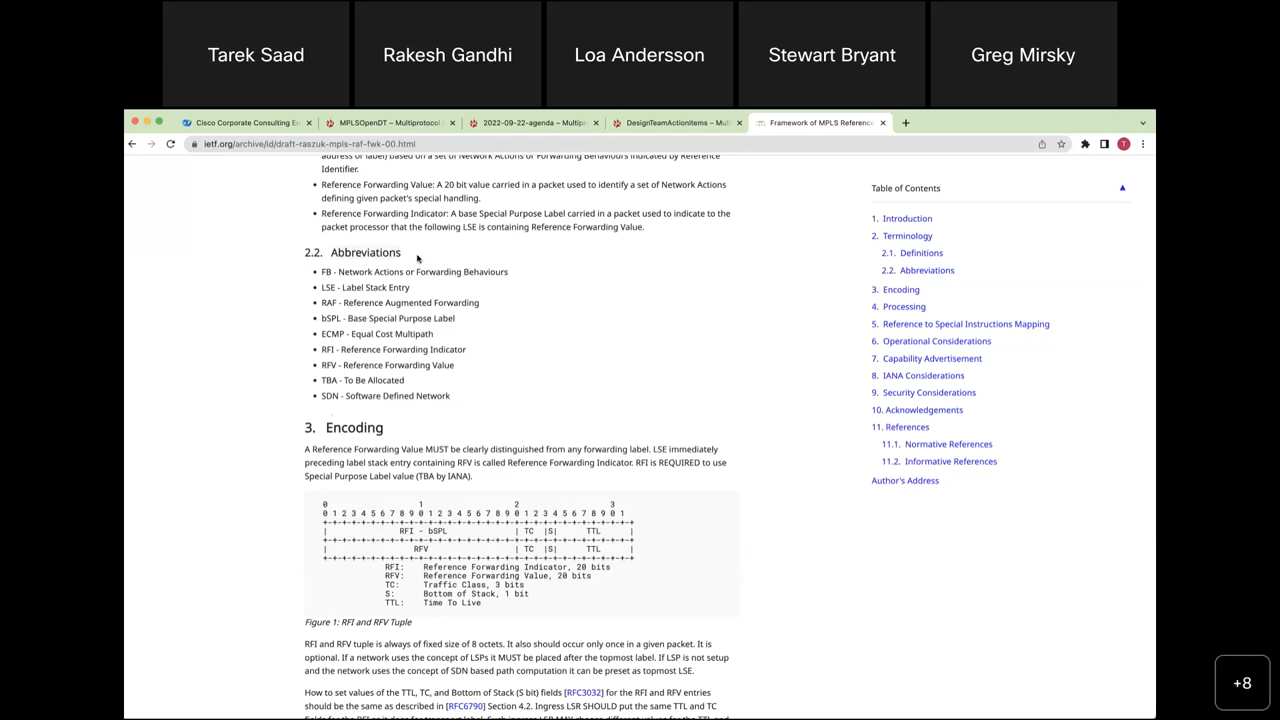 Tarek Saad
Rakesh Gandhi
Loa Andersson
Stewart Bryant
Greg Mirsky
Cisco Corporate Consulting En
MPLSOpenDT – Multiprotocol
2022-09-22-agenda – Multipr
DesignTeamActionItems – Mul
Framework of MPLS Reference
ietf.org/archive/id/draft-raszuk-mpls-raf-fwk-00.html
T
address or label) based on a set of Network Actions or Forwarding Behaviours indicated by Reference
Identifier.
• Reference Forwarding Value: A 20 bit value carried in a packet used to identify a set of Network Actions
defining given packet's special handling.
• Reference Forwarding Indicator: A base Special Purpose Label carried in a packet used to indicate to the
packet processor that the following LSE is containing Reference Forwarding Value.
2.2. Abbreviations
• FB - Network Actions or Forwarding Behaviours
• LSE - Label Stack Entry
• RAF - Reference Augmented Forwarding
• bSPL - Base Special Purpose Label
• ECMP - Equal Cost Multipath
• RFI - Reference Forwarding Indicator
• RFV - Reference Forwarding Value
• TBA - To Be Allocated
• SDN - Software Defined Network
3. Encoding
A Reference Forwarding Value MUST be clearly distinguished from any forwarding label. LSE immediately
preceding label stack entry containing RFV is called Reference Forwarding Indicator. RFI is REQUIRED to use
Special Purpose Label value (TBA by IANA).
0                   1                   2                   3
0 1 2 3 4 5 6 7 8 9 0 1 2 3 4 5 6 7 8 9 0 1 2 3 4 5 6 7 8 9 0 1
+-+-+-+-+-+-+-+-+-+-+-+-+-+-+-+-+-+-+-+-+-+-+-+-+-+-+-+-+-+-+-+-+
| RFI - bSPL | TC |S| TTL |
+-+-+-+-+-+-+-+-+-+-+-+-+-+-+-+-+-+-+-+-+-+-+-+-+-+-+-+-+-+-+-+-+
| RFV | TC |S| TTL |
+-+-+-+-+-+-+-+-+-+-+-+-+-+-+-+-+-+-+-+-+-+-+-+-+-+-+-+-+-+-+-+-+
RFI: Reference Forwarding Indicator, 20 bits
RFV: Reference Forwarding Value, 20 bits
TC: Traffic Class, 3 bits
S: Bottom of Stack, 1 bit
TTL: Time To Live
Figure 1: RFI and RFV Tuple
RFI and RFV tuple is always of fixed size of 8 octets. It also should occur only once in a given packet. It is
optional. If a network uses the concept of LSPs it MUST be placed after the topmost label. If LSP is not setup
and the network uses the concept of SDN based path computation it can be preset as topmost LSE.
How to set values of the TTL, TC, and Bottom of Stack (S bit) fields [RFC3032] for the RFI and RFV entries
should be the same as described in [RFC6790] Section 4.2. Ingress LSR SHOULD put the same TTL and TC
Table of Contents
▲
1. Introduction
2. Terminology
2.1. Definitions
2.2. Abbreviations
3. Encoding
4. Processing
5. Reference to Special Instructions Mapping
6. Operational Considerations
7. Capability Advertisement
8. IANA Considerations
9. Security Considerations
10. Acknowledgements
11. References
11.1. Normative References
11.2. Informative References
Author's Address
+8